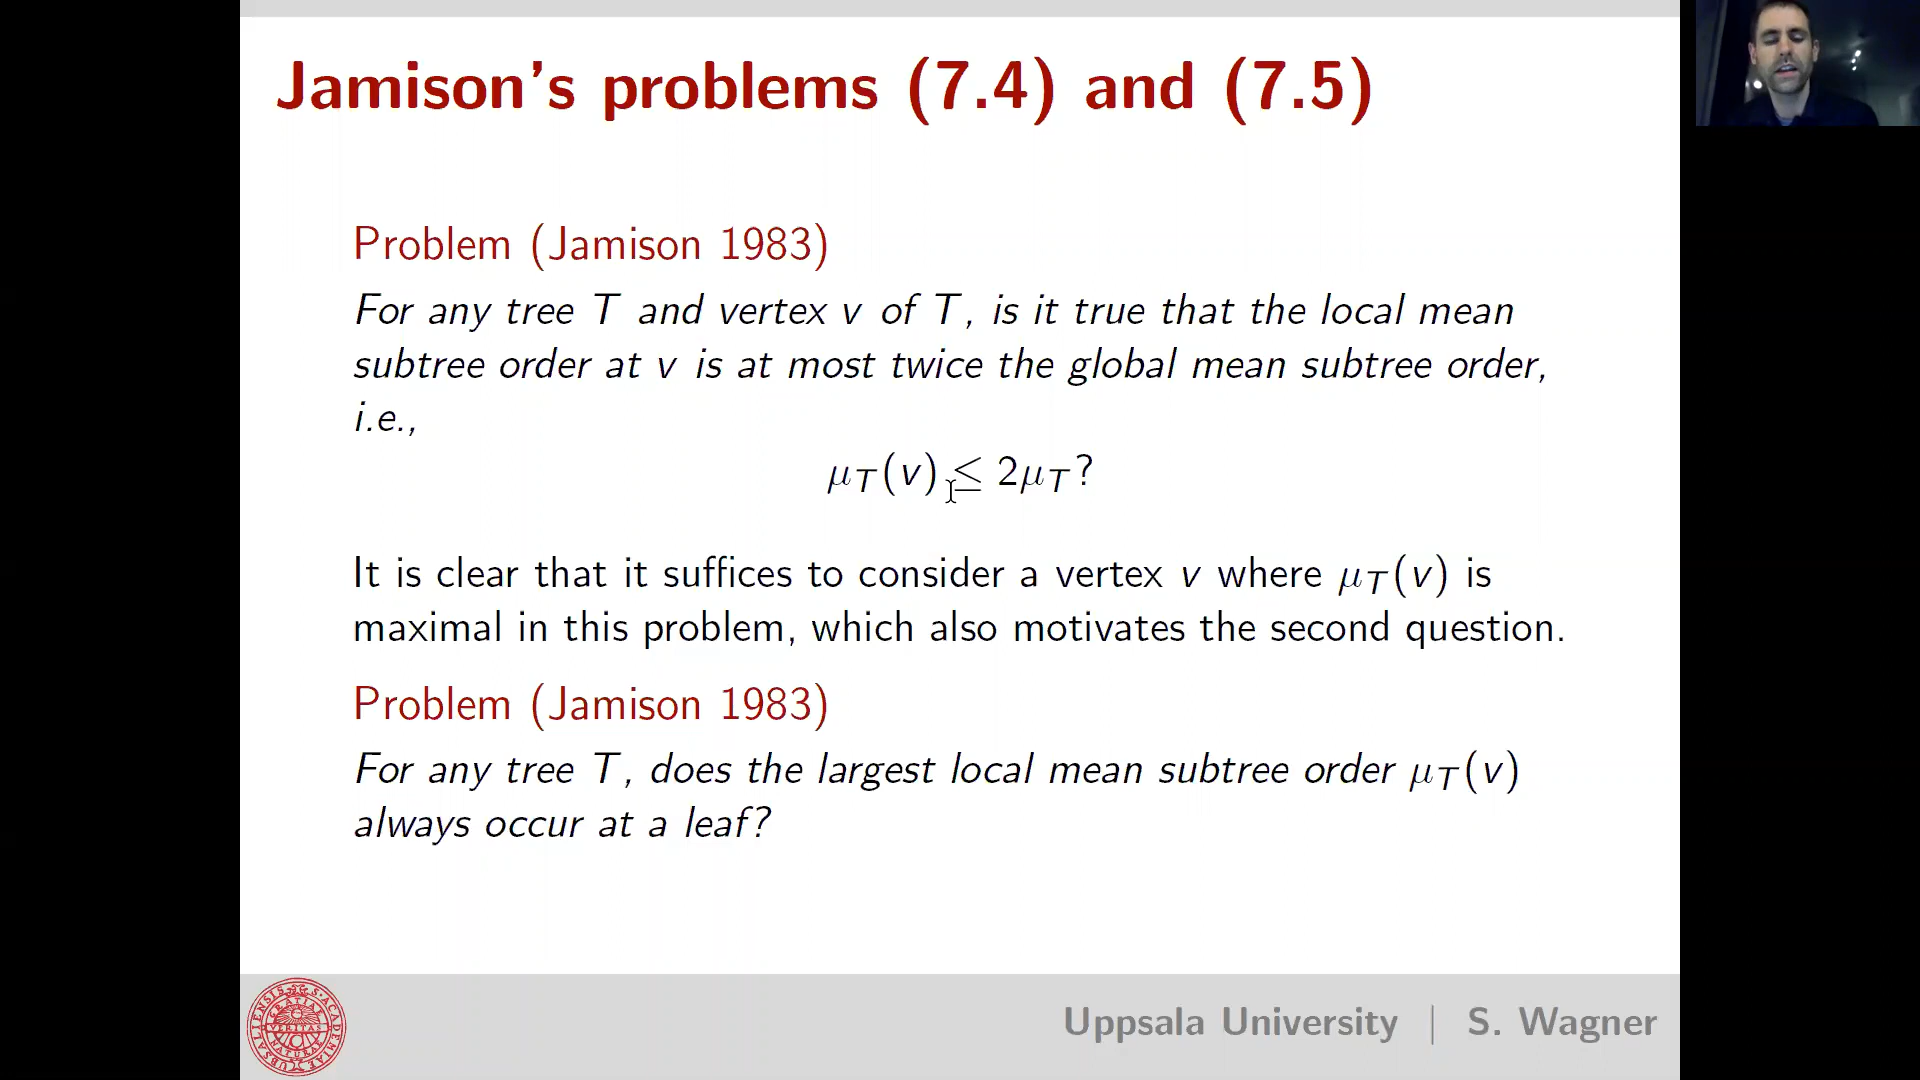 Jamison's problems (7.4) and (7.5)
Problem (Jamison 1983)
For any tree T and vertex v of T, is it true that the local mean
subtree order at v is at most twice the global mean subtree order,
i.e.,
μ_T(v) ≤ 2μ_T?
It is clear that it suffices to consider a vertex v where μ_T(v) is
maximal in this problem, which also motivates the second question.
Problem (Jamison 1983)
For any tree T, does the largest local mean subtree order μ_T(v)
always occur at a leaf?
Uppsala University | S. Wagner